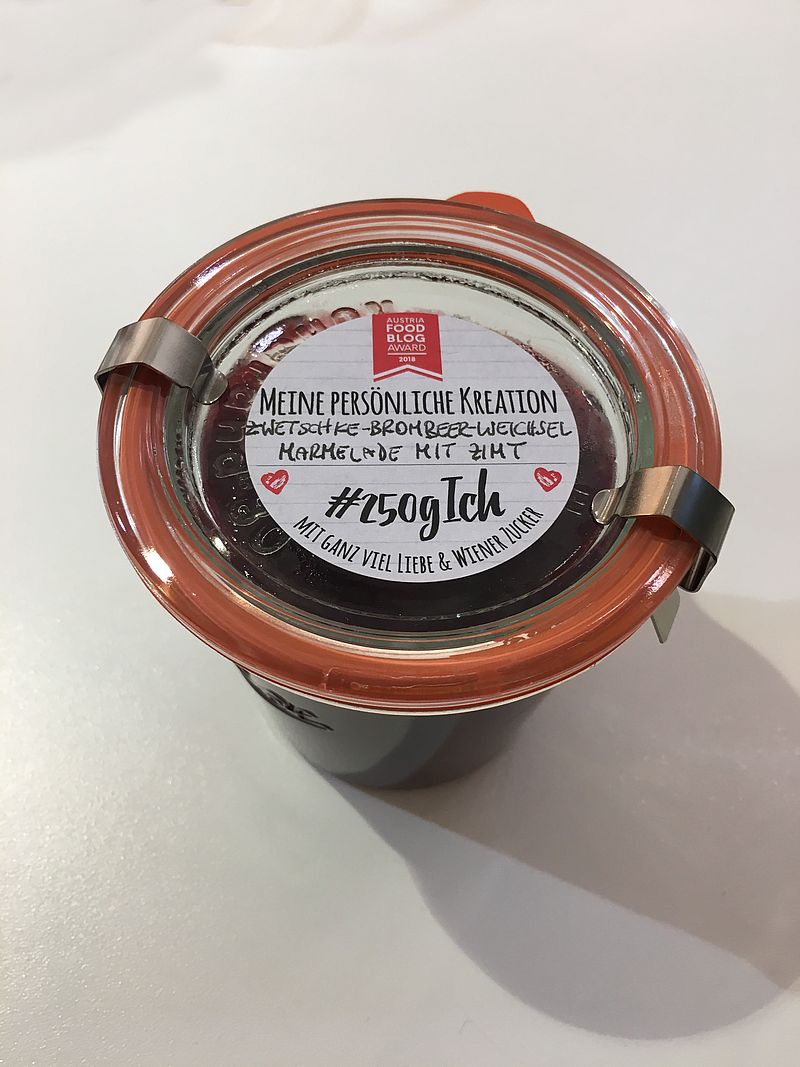 AUSTRIA
FOOD
BLOG
AWARD
2018
MEINE PERSÖNLICHE KREATION
ZWETSCHKE-BROMBEER-WEICHSEL
MARMELADE MIT ZIMT
#250gIch
MIT GANZ VIEL LIEBE & WIENER ZUCKER